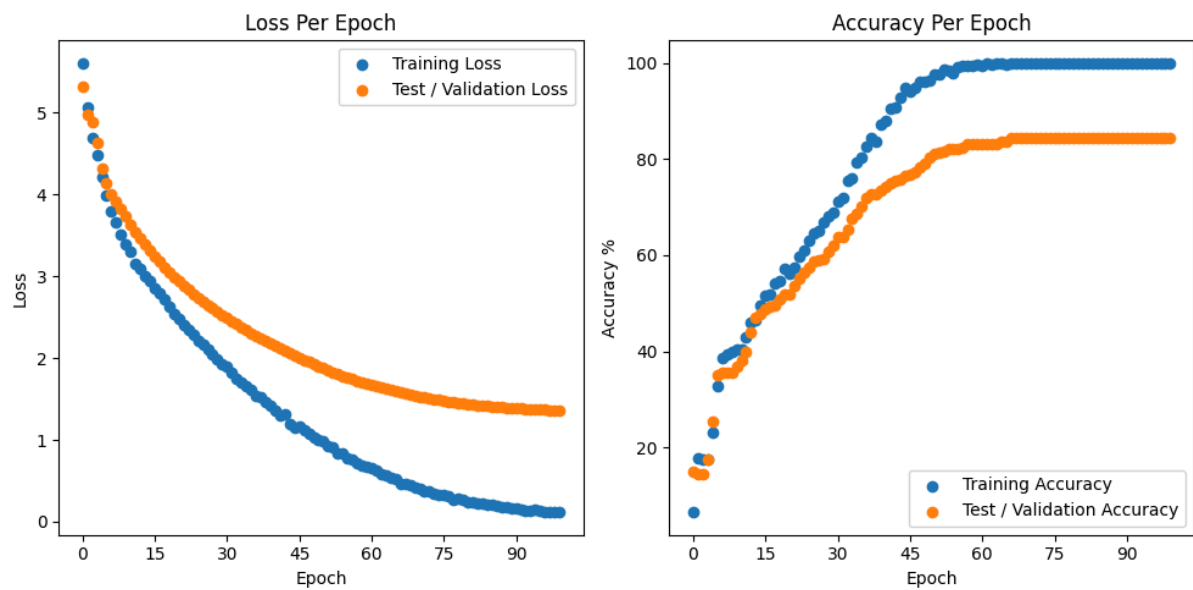 Loss Per Epoch
Training Loss
Test / Validation Loss
5
4
3
2
1
0
Loss
0 15 30 45 60 75 90
Epoch
Accuracy Per Epoch
100
80
60
40
20
Accuracy %
Training Accuracy
Test / Validation Accuracy
0 15 30 45 60 75 90
Epoch